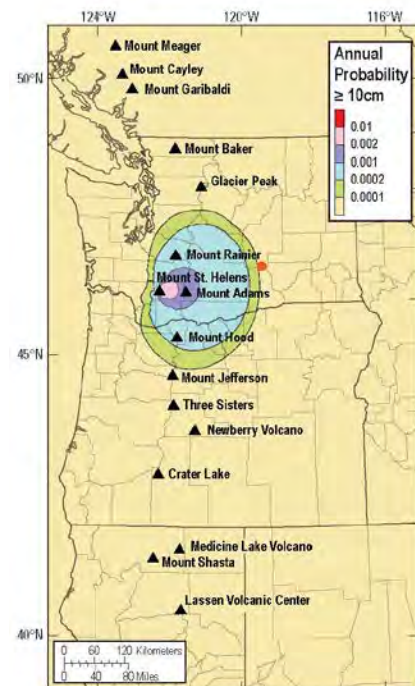 124°W
120°W
116°W
50°N
45°N
40°N
Mount Meager
Mount Cayley
Mount Garibaldi
Mount Baker
Glacier Peak
Mount Rainier
Mount St. Helens
Mount Adams
Mount Hood
Mount Jefferson
Three Sisters
Newberry Volcano
Crater Lake
Medicine Lake Volcano
Mount Shasta
Lassen Volcanic Center
Annual
Probability
≥ 10cm
0.01
0.002
0.001
0.0002
0.0001
0 60 120 Kilometers
0 40 80 Miles